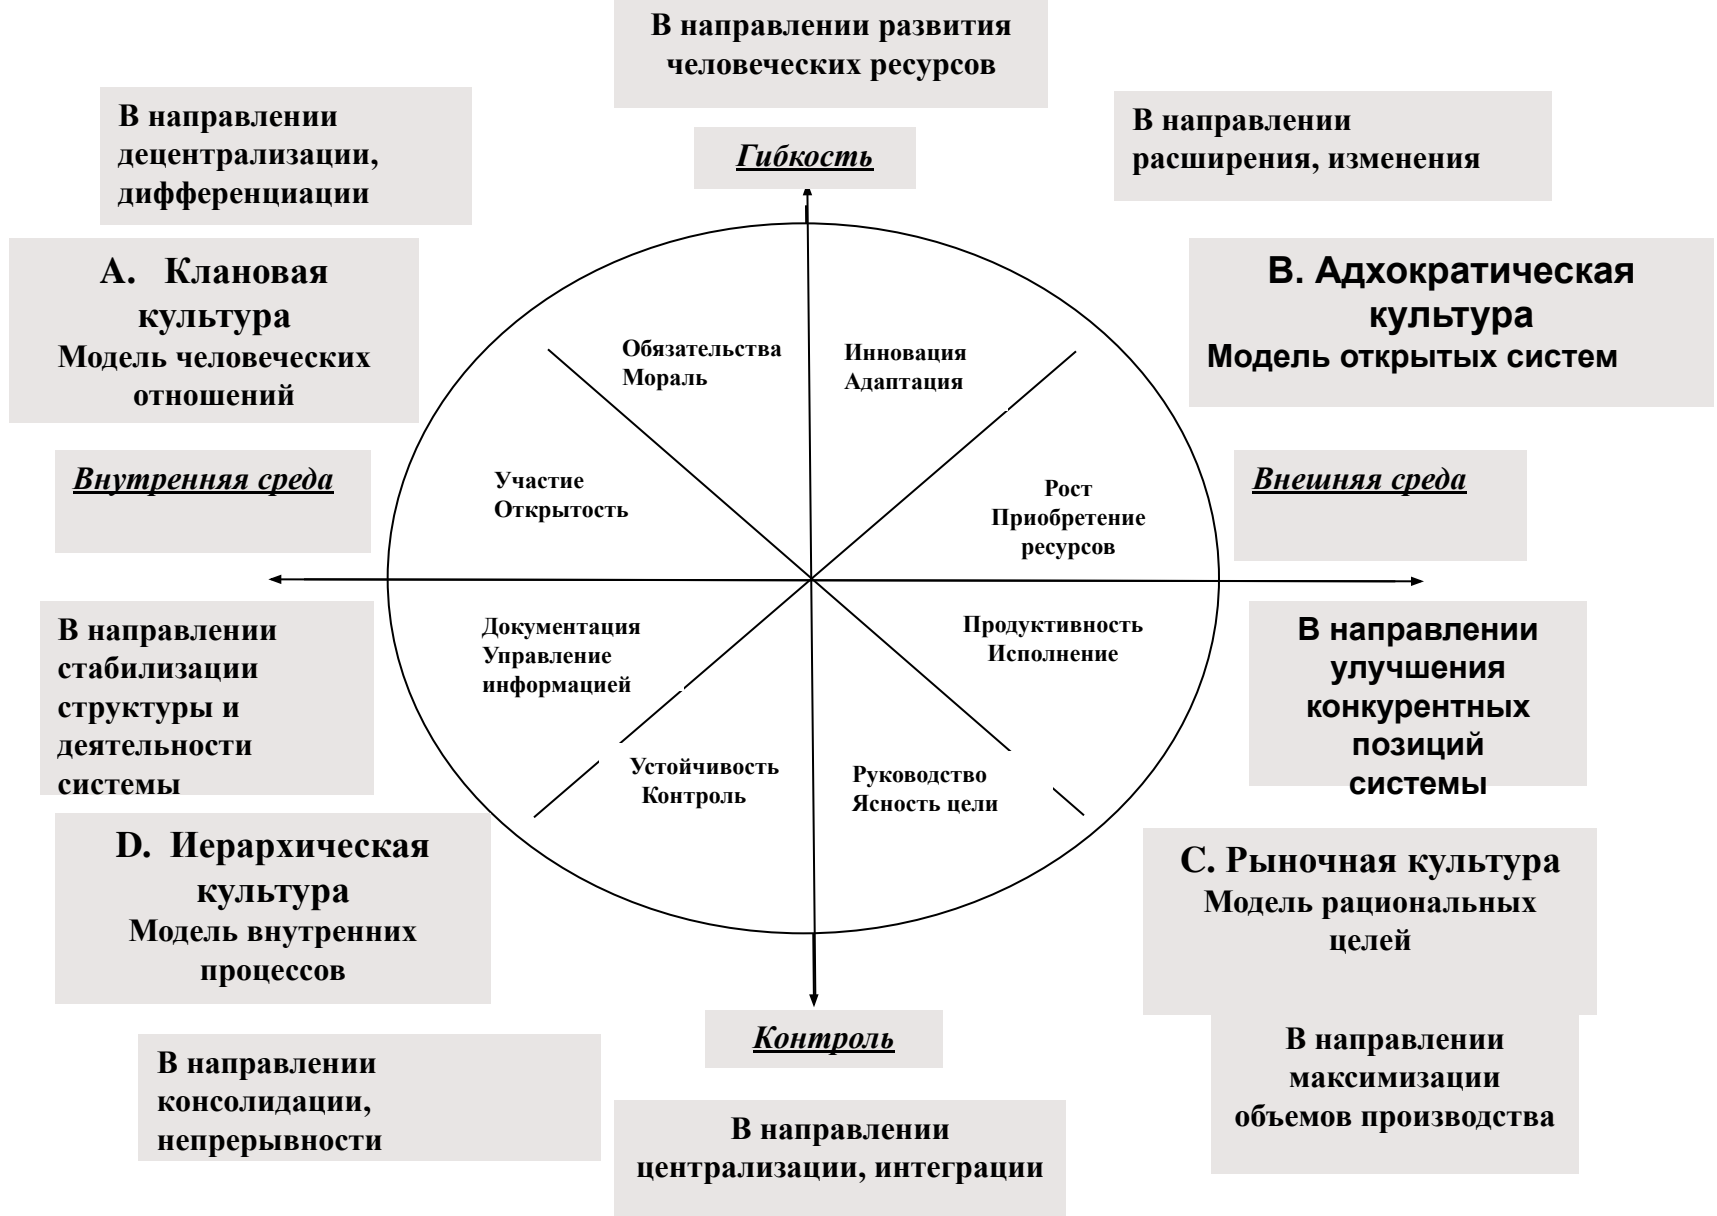 В направлении развития
человеческих ресурсов
В направлении
децентрализации,
дифференциации
Гибкость
В направлении
расширения, изменения
A. Клановая
культура
Модель человеческих
отношений
B. Адхократическая
культура
Модель открытых систем
Обязательства
Мораль
Инновация
Адаптация
Внутренняя среда
Участие
Открытость
Рост
Приобретение
ресурсов
Внешняя среда
В направлении
стабилизации
структуры и
деятельности
системы
Документация
Управление
информацией
Продуктивность
Исполнение
В направлении
улучшения
конкурентных
позиций
системы
Устойчивость
Контроль
Руководство
Ясность цели
D. Иерархическая
культура
Модель внутренних
процессов
C. Рыночная культура
Модель рациональных
целей
Контроль
В направлении
консолидации,
непрерывности
В направлении
централизации, интеграции
В направлении
максимизации
объемов производства